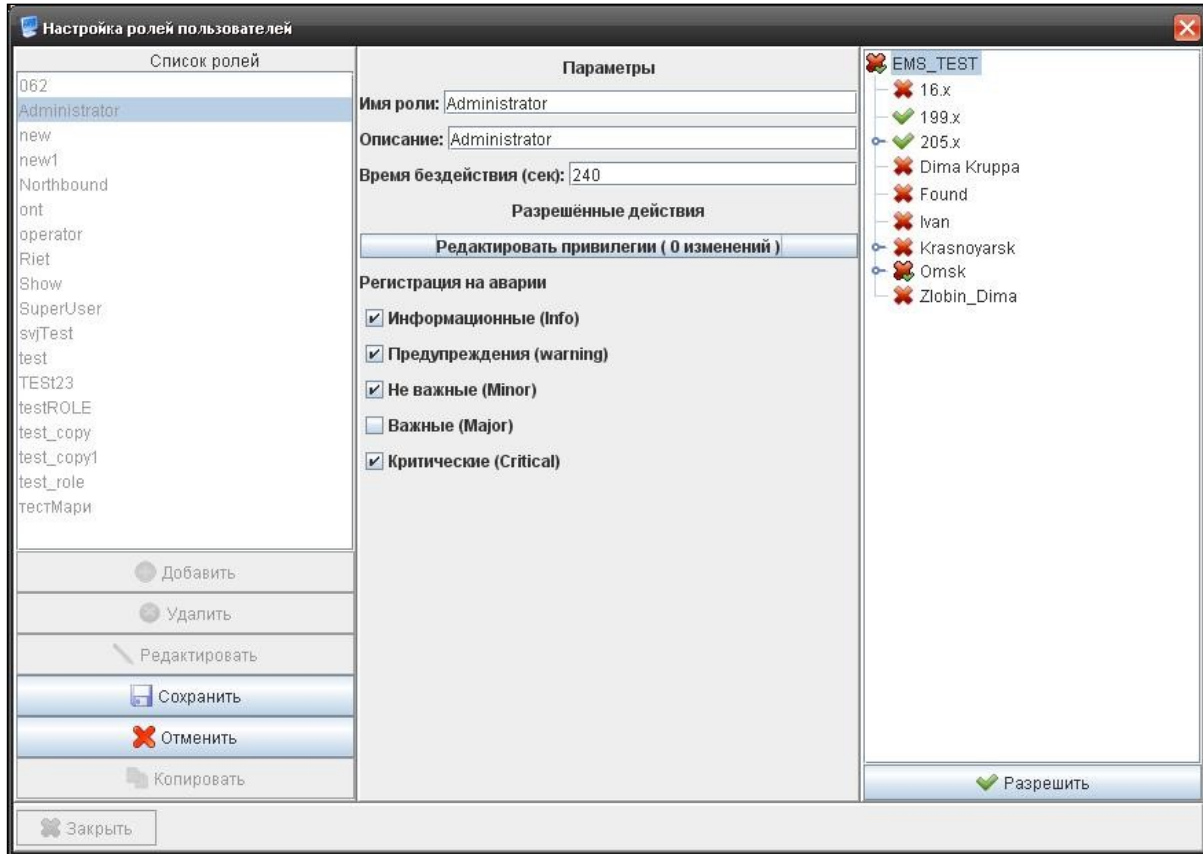 Настройка ролей пользователей
Список ролей
062
Administrator
new
new1
Northbound
ont
operator
Riet
Show
SuperUser
svjTest
test
TESt23
testROLE
test_copy
test_copy1
test_role
тестМари
Добавить
Удалить
Редактировать
Сохранить
Отменить
Копировать
Закрыть
Параметры
Имя роли: Administrator
Описание: Administrator
Время бездействия (сек): 240
Разрешённые действия
Редактировать привилегии ( 0 изменений )
Регистрация на аварии
Информационные (Info)
Предупреждения (warning)
Не важные (Minor)
Важные (Major)
Критические (Critical)
EMS_TEST
16.x
199.x
205.x
Dima Kruppa
Found
Ivan
Krasnoyarsk
Omsk
Zlobin_Dima
Разрешить